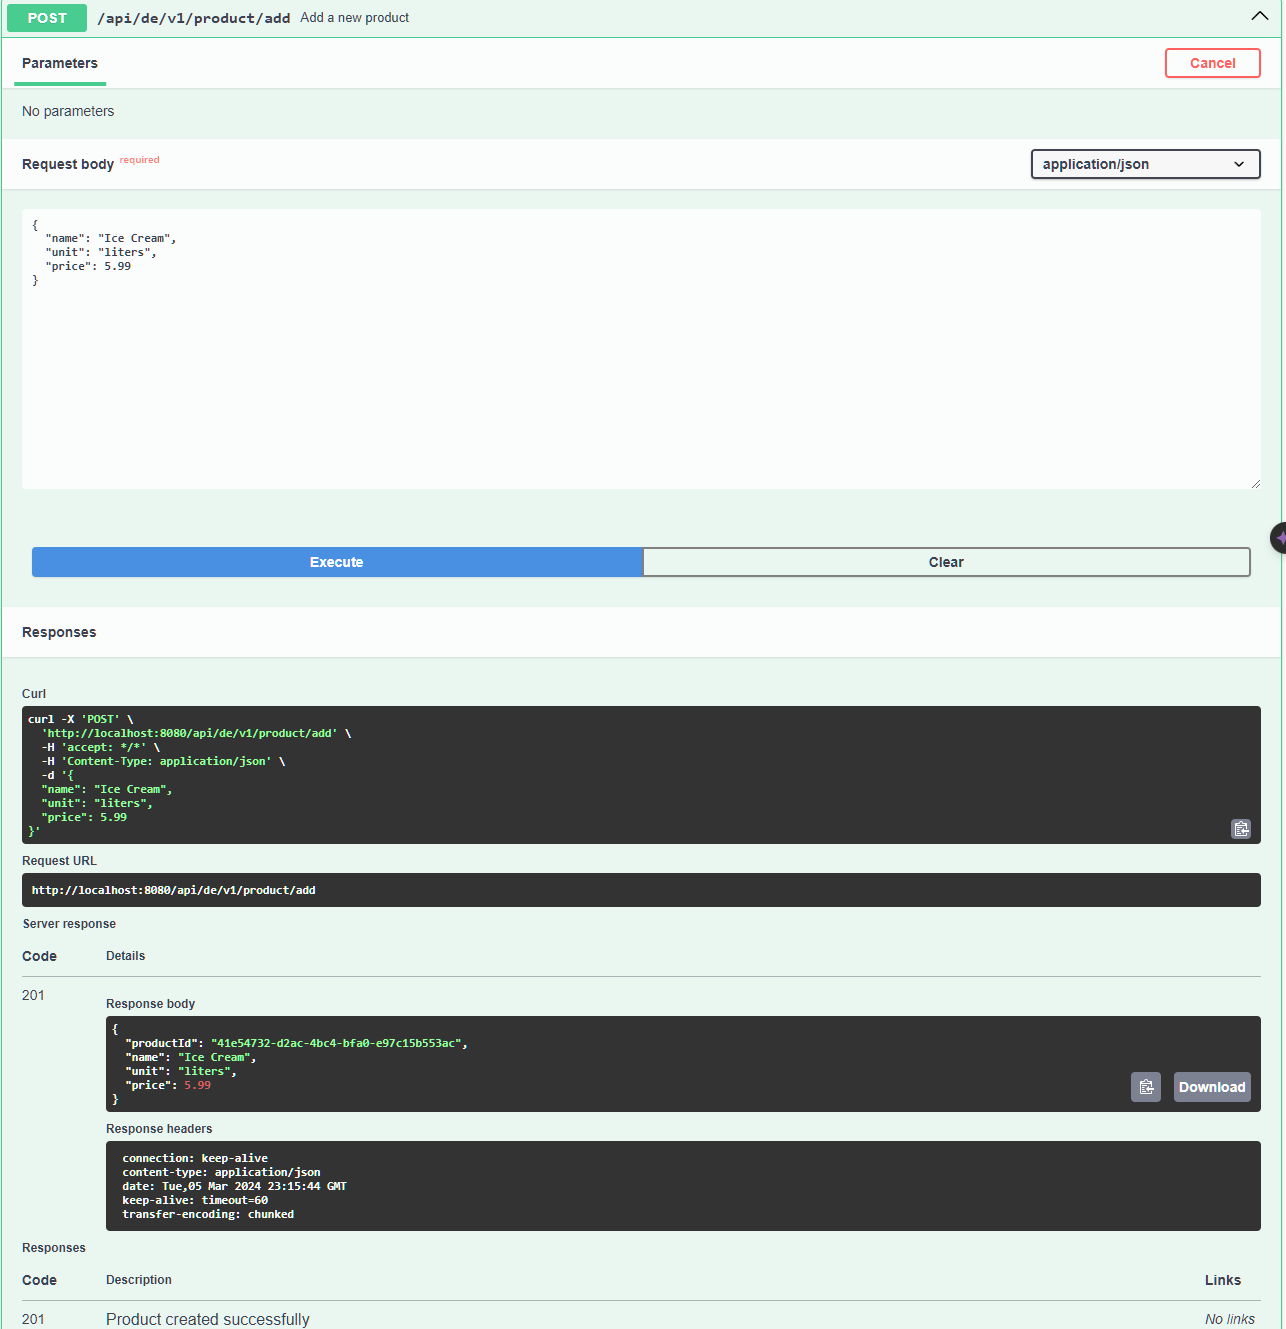 POST /api/de/v1/product/add Add a new product
Parameters Cancel
No parameters
Request body required application/json
{
"name": "Ice Cream",
"unit": "liters",
"price": 5.99
}
Execute Clear
Responses
Curl
curl -X 'POST' \
'http://localhost:8080/api/de/v1/product/add' \
-H 'accept: */*' \
-H 'Content-Type: application/json' \
-d '{
"name": "Ice Cream",
"unit": "liters",
"price": 5.99
}'
Request URL
http://localhost:8080/api/de/v1/product/add
Server response
Code Details
201
Response body
{
"productId": "41e54732-d2ac-4bc4-bfa0-e97c15b553ac",
"name": "Ice Cream",
"unit": "liters",
"price": 5.99
}
Download
Response headers
connection: keep-alive
content-type: application/json
date: Tue,05 Mar 2024 23:15:44 GMT
keep-alive: timeout=60
transfer-encoding: chunked
Responses
Code Description Links
201 Product created successfully No links